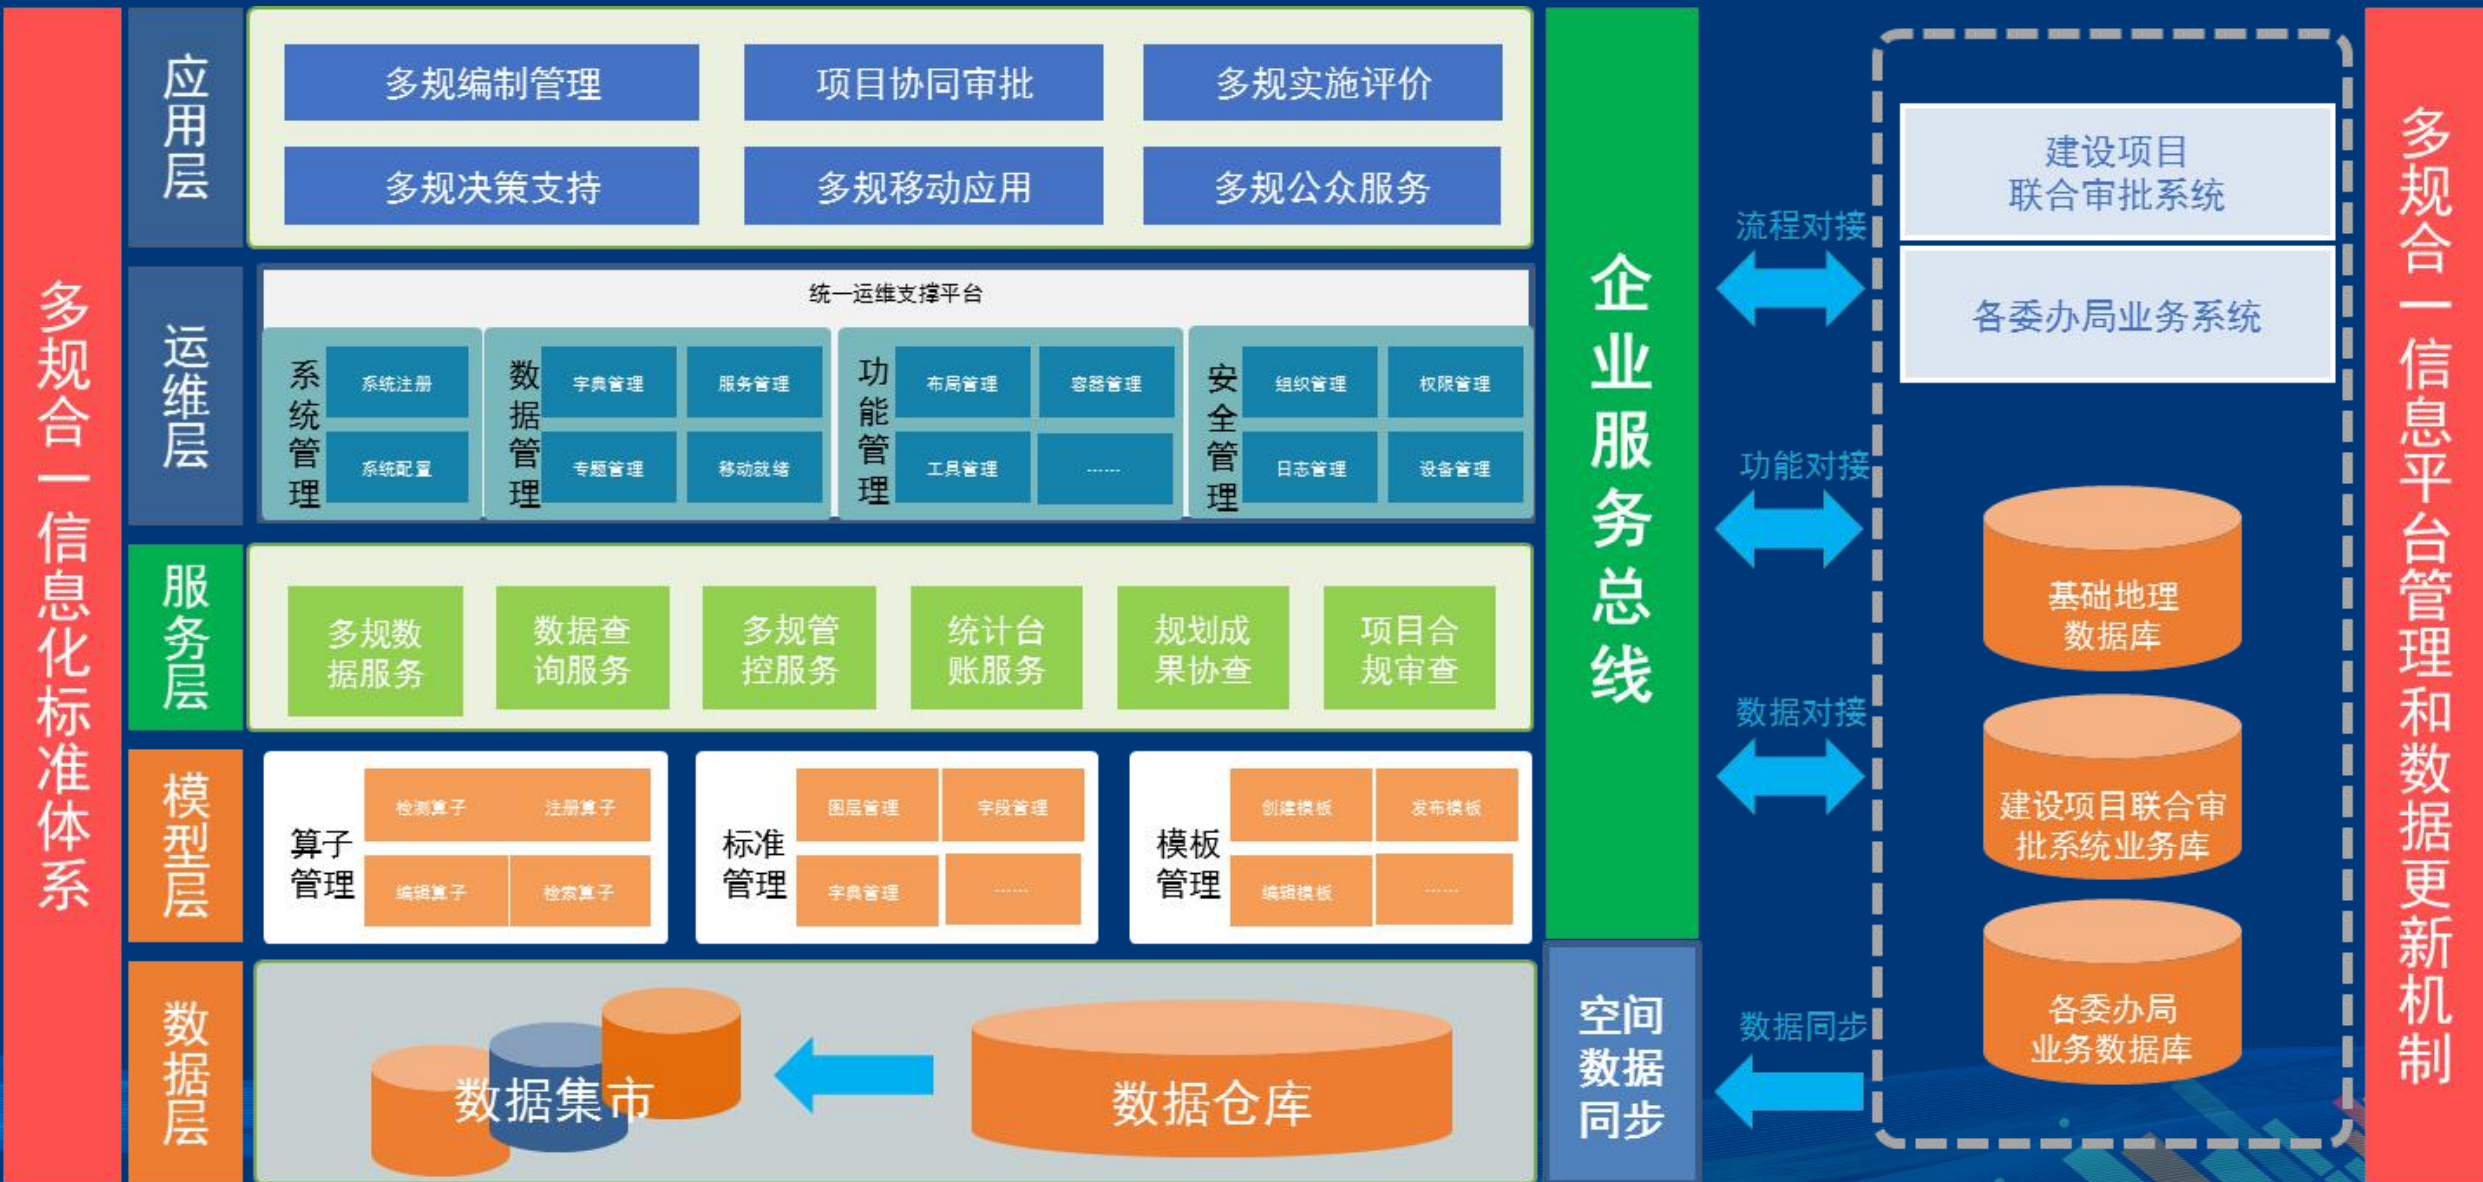 多规合一信息化标准体系
应用层
多规编制管理
项目协同审批
多规实施评价
多规决策支持
多规移动应用
多规公众服务
运维层
统一运维支撑平台
系统管理
系统注册
系统配置
数据管理
字典管理
服务管理
专题管理
移动就绪
功能管理
布局管理
容器管理
工具管理
……
安全管理
组织管理
权限管理
日志管理
设备管理
服务层
多规数
据服务
数据查
询服务
多规管
控服务
统计台
账服务
规划成
果协查
项目合
规审查
模型层
算子
管理
检测算子
注册算子
编辑算子
检索算子
标准
管理
图层管理
字段管理
字典管理
……
模板
管理
创建模板
发布模板
编辑模板
……
数据层
数据集市
数据仓库
企业服务总线
空间
数据
同步
流程对接
功能对接
数据对接
数据同步
建设项目
联合审批系统
各委办局业务系统
基础地理
数据库
建设项目联合审
批系统业务库
各委办局
业务数据库
多规合一信息平台管理和数据更新机制